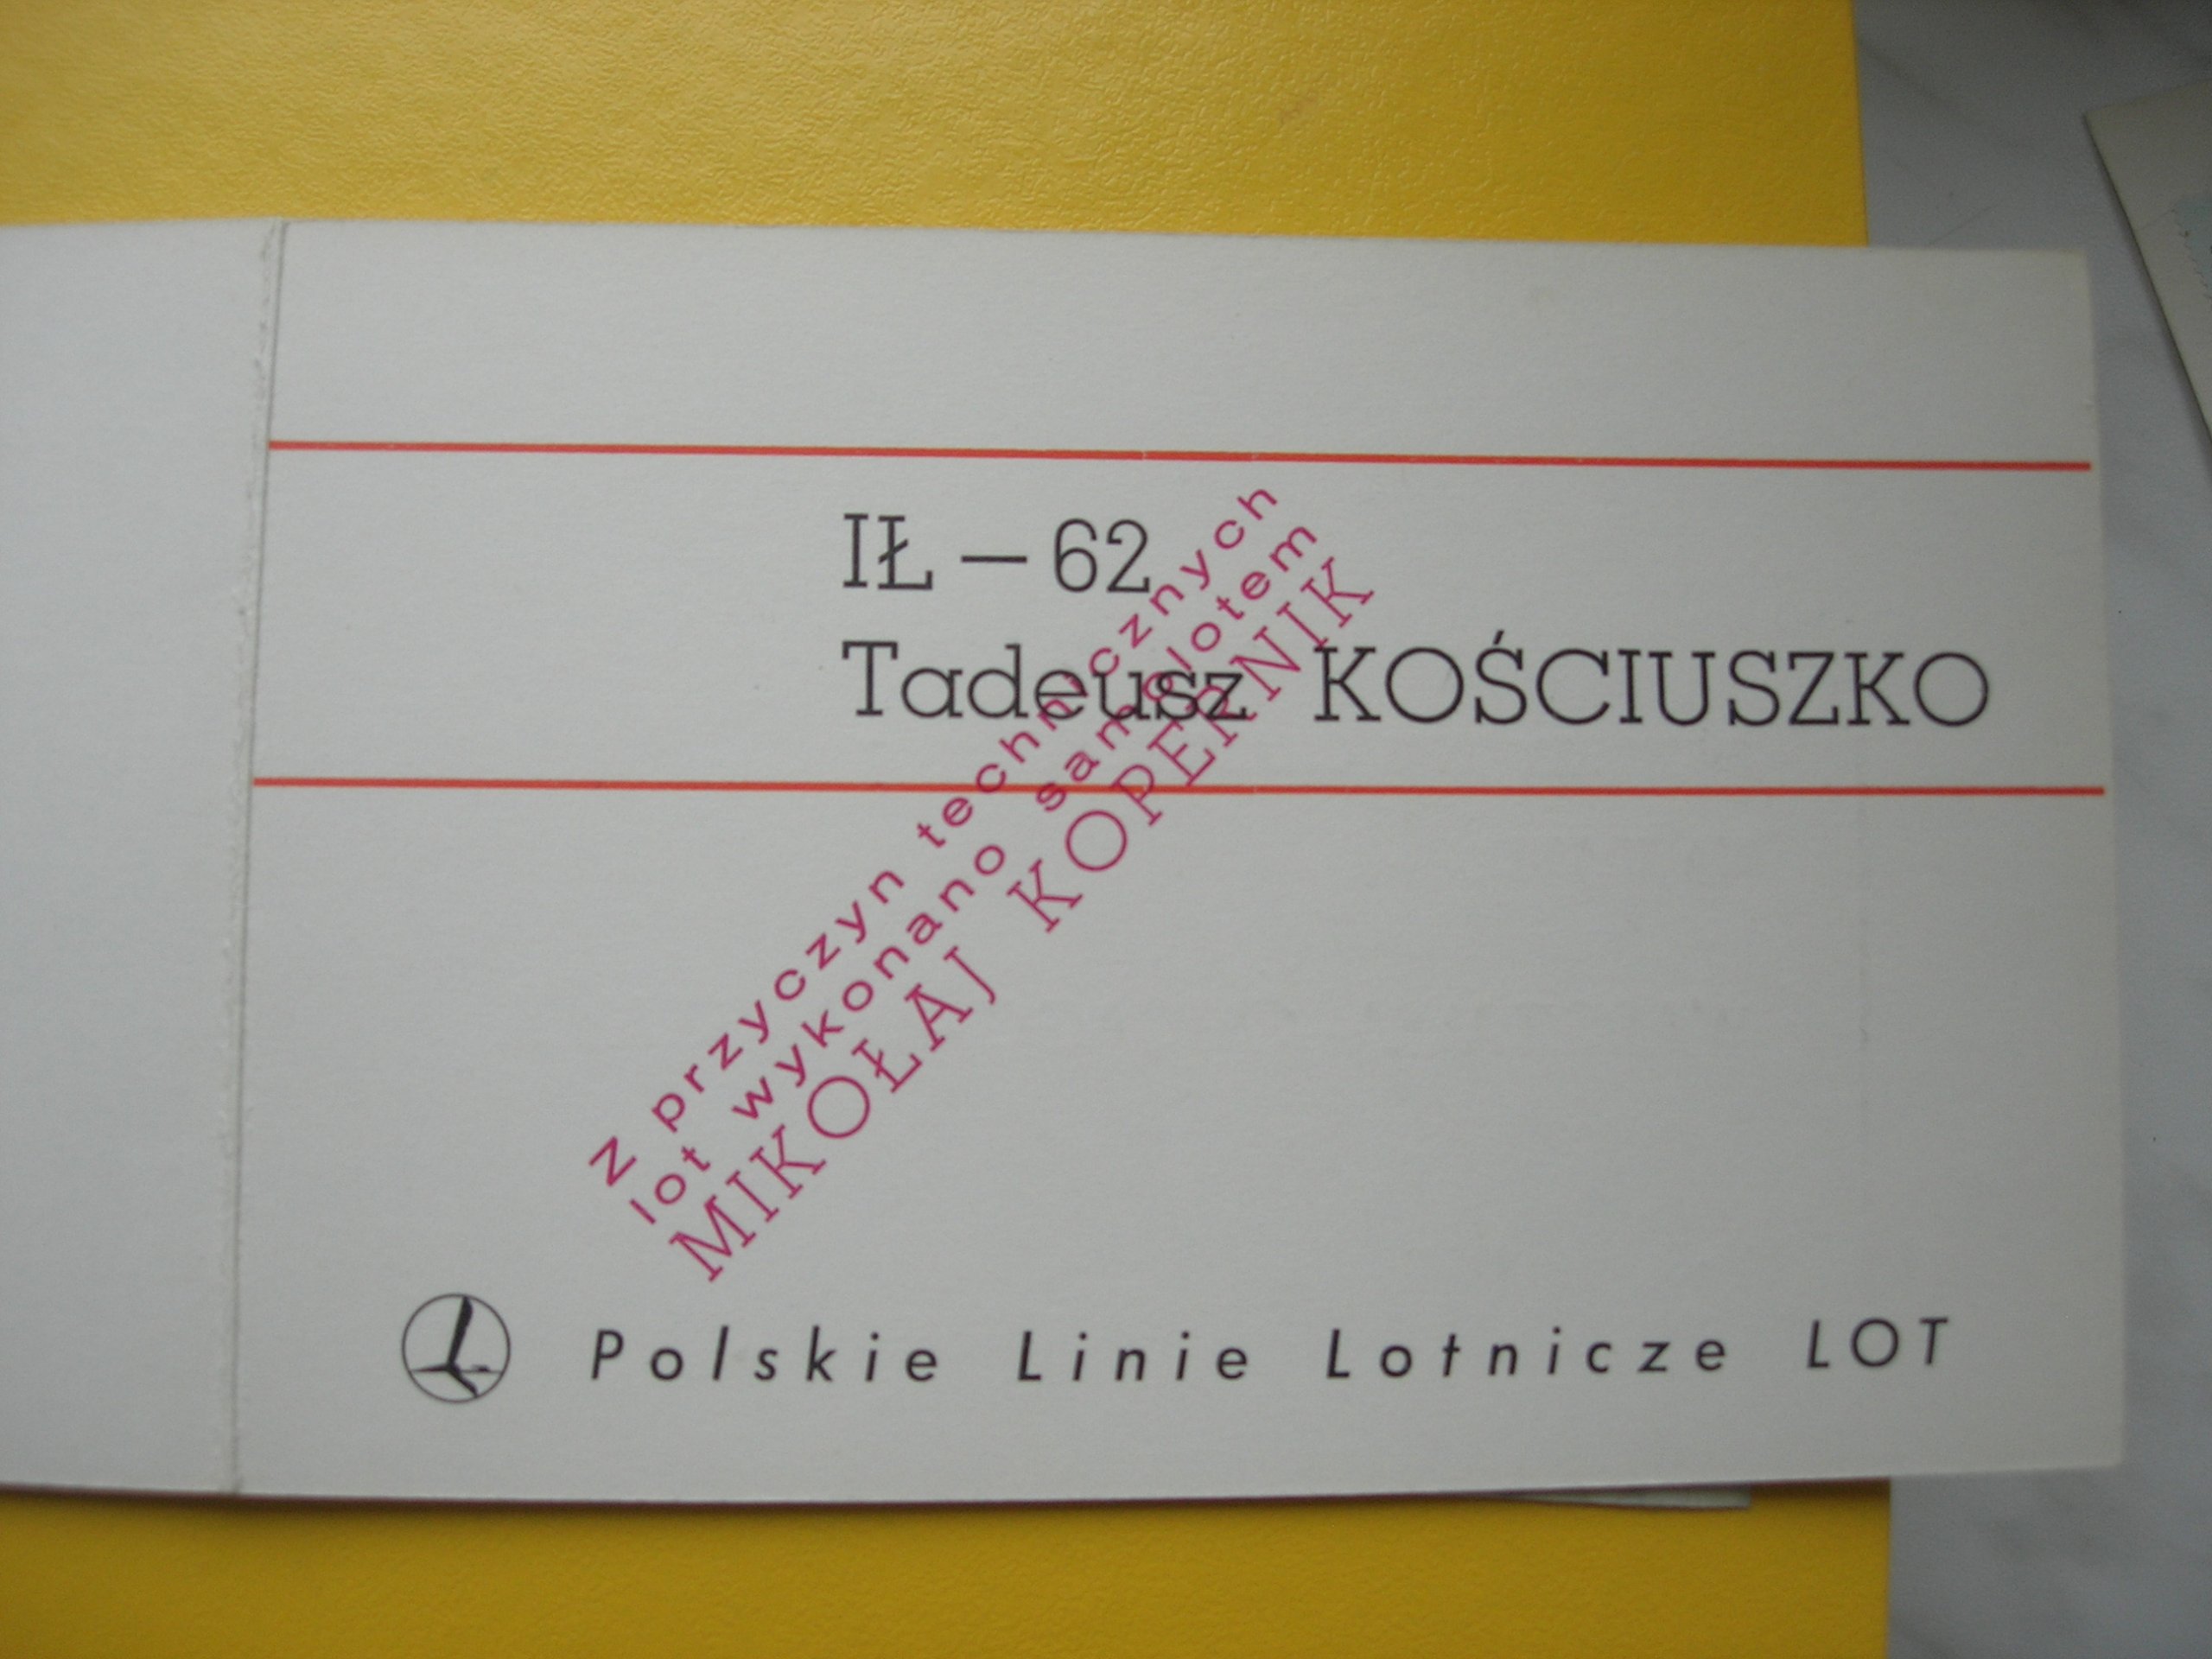 IŁ – 62
Tadeusz KOŚCIUSZKO
Z przyczyn technicznych
lot wykonano samolotem
MIKOŁAJ KOPERNIK
Polskie Linie Lotnicze LOT